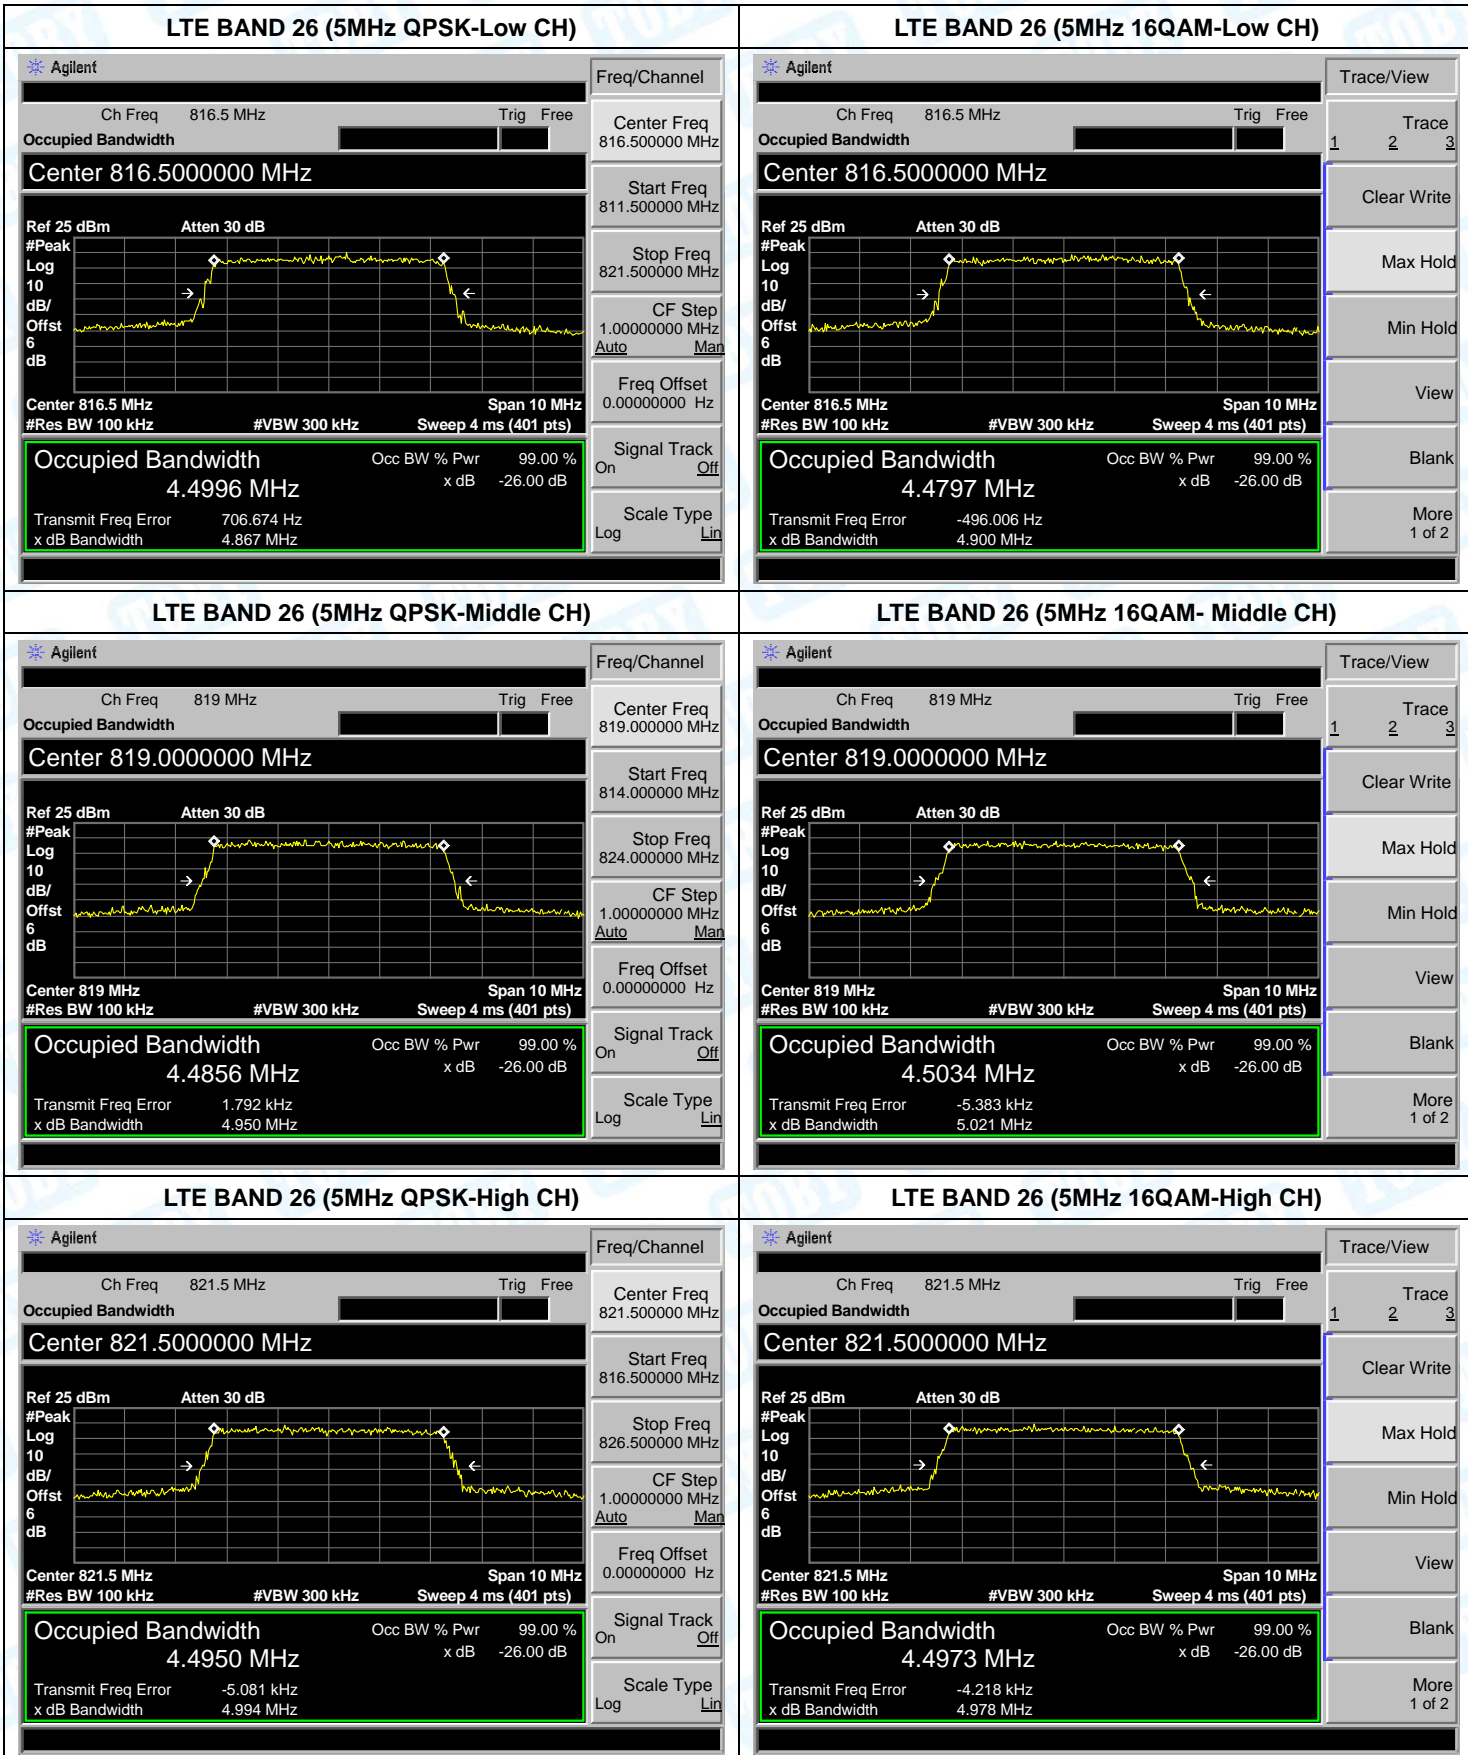 LTE BAND 26 (5MHz QPSK-Low CH)
LTE BAND 26 (5MHz 16QAM-Low CH)
Agilent
Freq/Channel
Ch Freq 816.5 MHz Trig Free
Occupied Bandwidth
Center 816.5000000 MHz
Ref 25 dBm Atten 30 dB
#Peak
Log
10
dB/
Offst
6
dB
Center 816.5 MHz Span 10 MHz
#Res BW 100 kHz #VBW 300 kHz Sweep 4 ms (401 pts)
Occupied Bandwidth Occ BW % Pwr 99.00 %
4.4996 MHz x dB -26.00 dB
Transmit Freq Error 706.674 Hz
x dB Bandwidth 4.867 MHz
Center Freq
816.500000 MHz
Start Freq
811.500000 MHz
Stop Freq
821.500000 MHz
CF Step
1.00000000 MHz
Auto Man
Freq Offset
0.00000000 Hz
Signal Track
On Off
Scale Type
Log Lin
Agilent
Trace/View
Ch Freq 816.5 MHz Trig Free
Occupied Bandwidth
Center 816.5000000 MHz
Ref 25 dBm Atten 30 dB
#Peak
Log
10
dB/
Offst
6
dB
Center 816.5 MHz Span 10 MHz
#Res BW 100 kHz #VBW 300 kHz Sweep 4 ms (401 pts)
Occupied Bandwidth Occ BW % Pwr 99.00 %
4.4797 MHz x dB -26.00 dB
Transmit Freq Error -496.006 Hz
x dB Bandwidth 4.900 MHz
Trace
1 2 3
Clear Write
Max Hold
Min Hold
View
Blank
More
1 of 2
LTE BAND 26 (5MHz QPSK-Middle CH)
LTE BAND 26 (5MHz 16QAM- Middle CH)
Agilent
Freq/Channel
Ch Freq 819 MHz Trig Free
Occupied Bandwidth
Center 819.0000000 MHz
Ref 25 dBm Atten 30 dB
#Peak
Log
10
dB/
Offst
6
dB
Center 819 MHz Span 10 MHz
#Res BW 100 kHz #VBW 300 kHz Sweep 4 ms (401 pts)
Occupied Bandwidth Occ BW % Pwr 99.00 %
4.4856 MHz x dB -26.00 dB
Transmit Freq Error 1.792 kHz
x dB Bandwidth 4.950 MHz
Center Freq
819.000000 MHz
Start Freq
814.000000 MHz
Stop Freq
824.000000 MHz
CF Step
1.00000000 MHz
Auto Man
Freq Offset
0.00000000 Hz
Signal Track
On Off
Scale Type
Log Lin
Agilent
Trace/View
Ch Freq 819 MHz Trig Free
Occupied Bandwidth
Center 819.0000000 MHz
Ref 25 dBm Atten 30 dB
#Peak
Log
10
dB/
Offst
6
dB
Center 819 MHz Span 10 MHz
#Res BW 100 kHz #VBW 300 kHz Sweep 4 ms (401 pts)
Occupied Bandwidth Occ BW % Pwr 99.00 %
4.5034 MHz x dB -26.00 dB
Transmit Freq Error -5.383 kHz
x dB Bandwidth 5.021 MHz
Trace
1 2 3
Clear Write
Max Hold
Min Hold
View
Blank
More
1 of 2
LTE BAND 26 (5MHz QPSK-High CH)
LTE BAND 26 (5MHz 16QAM-High CH)
Agilent
Freq/Channel
Ch Freq 821.5 MHz Trig Free
Occupied Bandwidth
Center 821.5000000 MHz
Ref 25 dBm Atten 30 dB
#Peak
Log
10
dB/
Offst
6
dB
Center 821.5 MHz Span 10 MHz
#Res BW 100 kHz #VBW 300 kHz Sweep 4 ms (401 pts)
Occupied Bandwidth Occ BW % Pwr 99.00 %
4.4950 MHz x dB -26.00 dB
Transmit Freq Error -5.081 kHz
x dB Bandwidth 4.994 MHz
Center Freq
821.500000 MHz
Start Freq
816.500000 MHz
Stop Freq
826.500000 MHz
CF Step
1.00000000 MHz
Auto Man
Freq Offset
0.00000000 Hz
Signal Track
On Off
Scale Type
Log Lin
Agilent
Trace/View
Ch Freq 821.5 MHz Trig Free
Occupied Bandwidth
Center 821.5000000 MHz
Ref 25 dBm Atten 30 dB
#Peak
Log
10
dB/
Offst
6
dB
Center 821.5 MHz Span 10 MHz
#Res BW 100 kHz #VBW 300 kHz Sweep 4 ms (401 pts)
Occupied Bandwidth Occ BW % Pwr 99.00 %
4.4973 MHz x dB -26.00 dB
Transmit Freq Error -4.218 kHz
x dB Bandwidth 4.978 MHz
Trace
1 2 3
Clear Write
Max Hold
Min Hold
View
Blank
More
1 of 2